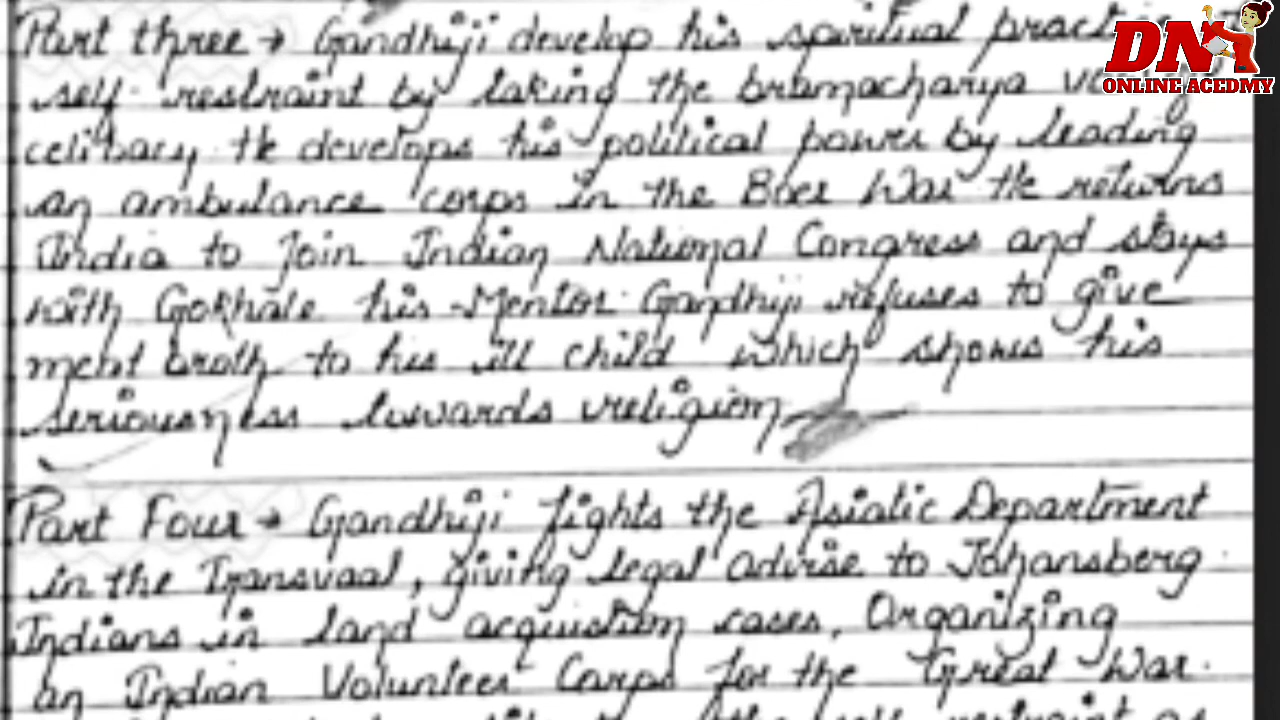 Part three → Gandhiji develop his spiritual
DNA
ONLINE ACEDMY
self restraint by taking the bramacharya
celibacy. He develops his political power by leading
an ambulance corps in the Boer War He returns
India to Join Indian National Congress and stays
with Gokhale his Mentor. Gandhiji refuses to give
meat broth to his ill child which shows his
seriousness towards religion
Part Four → Gandhiji fights the Asiatic Department
in the Transvaal, giving legal advise to Johansberg
Indians in land acquistion cases, Organizing
an Indian Volunteer Corps for the Great War.
restraint as